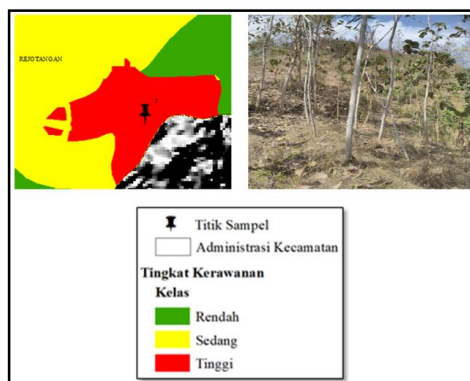 REJOTANGAN
Titik Sampel
Administrasi Kecamatan
Tingkat Kerawanan
Kelas
Rendah
Sedang
Tinggi